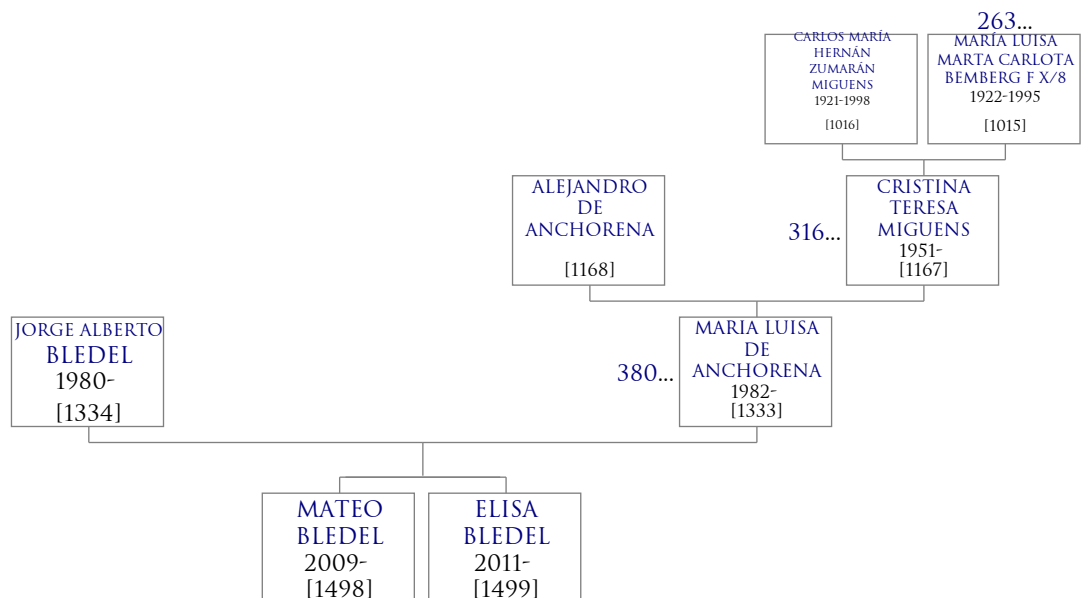 263...
CARLOS MARÍA
HERNÁN
ZUMARÁN
MIGUENS
1921-1998
[1016]
MARÍA LUISA
MARTA CARLOTA
BEMBERG F X/8
1922-1995
[1015]
ALEJANDRO
DE
ANCHORENA
[1168]
316...
CRISTINA
TERESA
MIGUENS
1951-
[1167]
JORGE ALBERTO
BLEDEL
1980-
[1334]
380...
MARIA LUISA
DE
ANCHORENA
1982-
[1333]
MATEO
BLEDEL
2009-
[1498]
ELISA
BLEDEL
2011-
[1499]